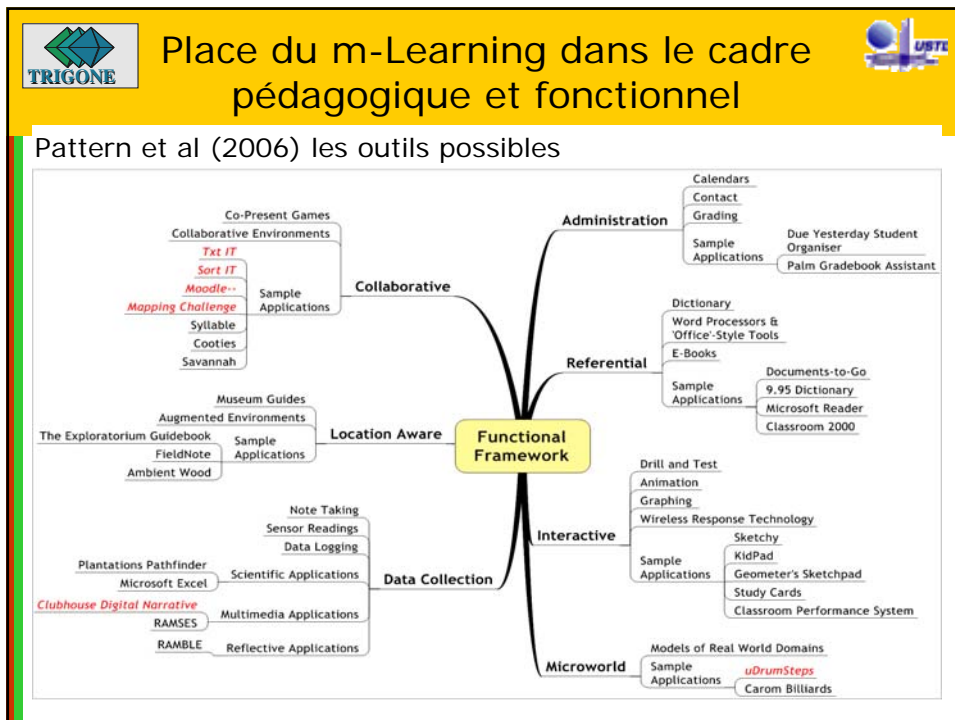 TRIGONE
USTL
Place du m-Learning dans le cadre
pédagogique et fonctionnel
Pattern et al (2006) les outils possibles
Functional
Framework
Collaborative
Co-Present Games
Collaborative Environments
Sample
Applications
Txt IT
Sort IT
Moodle--
Mapping Challenge
Syllable
Cooties
Savannah
Location Aware
Museum Guides
Augmented Environments
Sample
Applications
The Exploratorium Guidebook
FieldNote
Ambient Wood
Data Collection
Note Taking
Sensor Readings
Data Logging
Scientific Applications
Plantations Pathfinder
Microsoft Excel
Multimedia Applications
Clubhouse Digital Narrative
RAMSES
Reflective Applications
RAMBLE
Administration
Calendars
Contact
Grading
Sample
Applications
Due Yesterday Student
Organiser
Palm Gradebook Assistant
Referential
Dictionary
Word Processors &
'Office'-Style Tools
E-Books
Sample
Applications
Documents-to-Go
9.95 Dictionary
Microsoft Reader
Classroom 2000
Interactive
Drill and Test
Animation
Graphing
Wireless Response Technology
Sample
Applications
Sketchy
KidPad
Geometer's Sketchpad
Study Cards
Classroom Performance System
Microworld
Models of Real World Domains
Sample
Applications
uDrumSteps
Carom Billiards